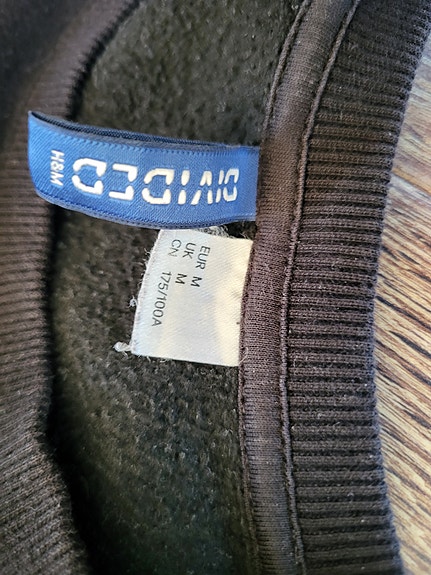 DIVIDED
H&M
EUR M
UK M
CN 175/100A